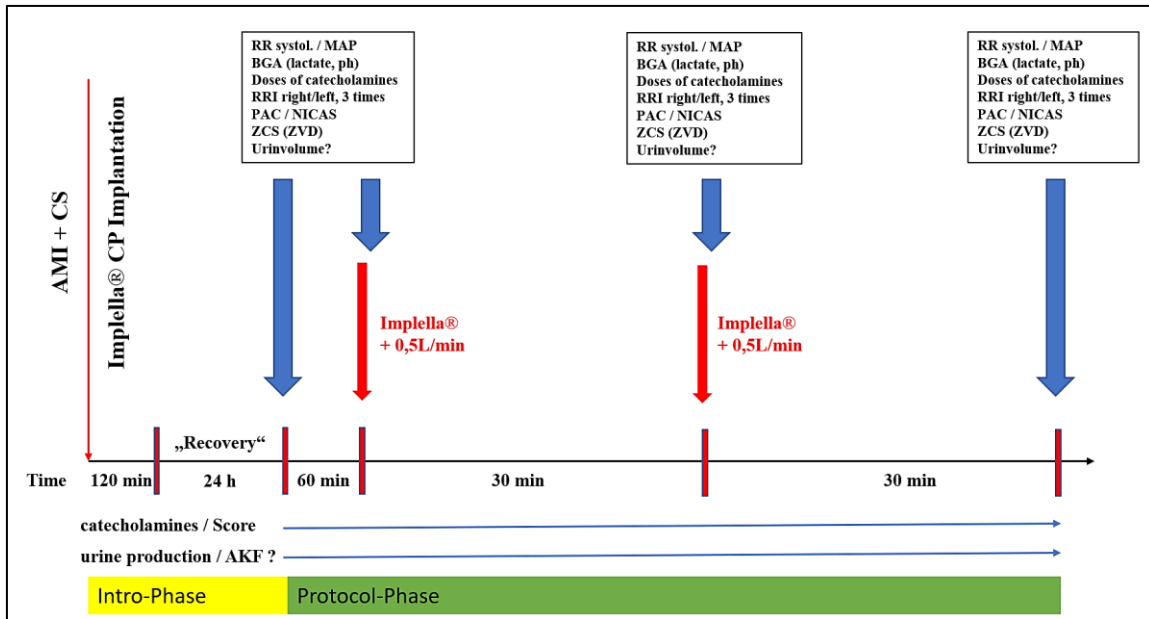 RR systol. / MAP
BGA (lactate, ph)
Doses of catecholamines
RRI right/left, 3 times
PAC / NICAS
ZCS (ZVD)
Urinvolume?
RR systol. / MAP
BGA (lactate, ph)
Doses of catecholamines
RRI right/left, 3 times
PAC / NICAS
ZCS (ZVD)
Urinvolume?
RR systol. / MAP
BGA (lactate, ph)
Doses of catecholamines
RRI right/left, 3 times
PAC / NICAS
ZCS (ZVD)
Urinvolume?
AMI + CS
Implella® CP Implantation
Implella®
+ 0,5L/min
Implella®
+ 0,5L/min
„Recovery“
Time 120 min 24 h 60 min 30 min 30 min
catecholamines / Score
urine production / AKF ?
Intro-Phase Protocol-Phase